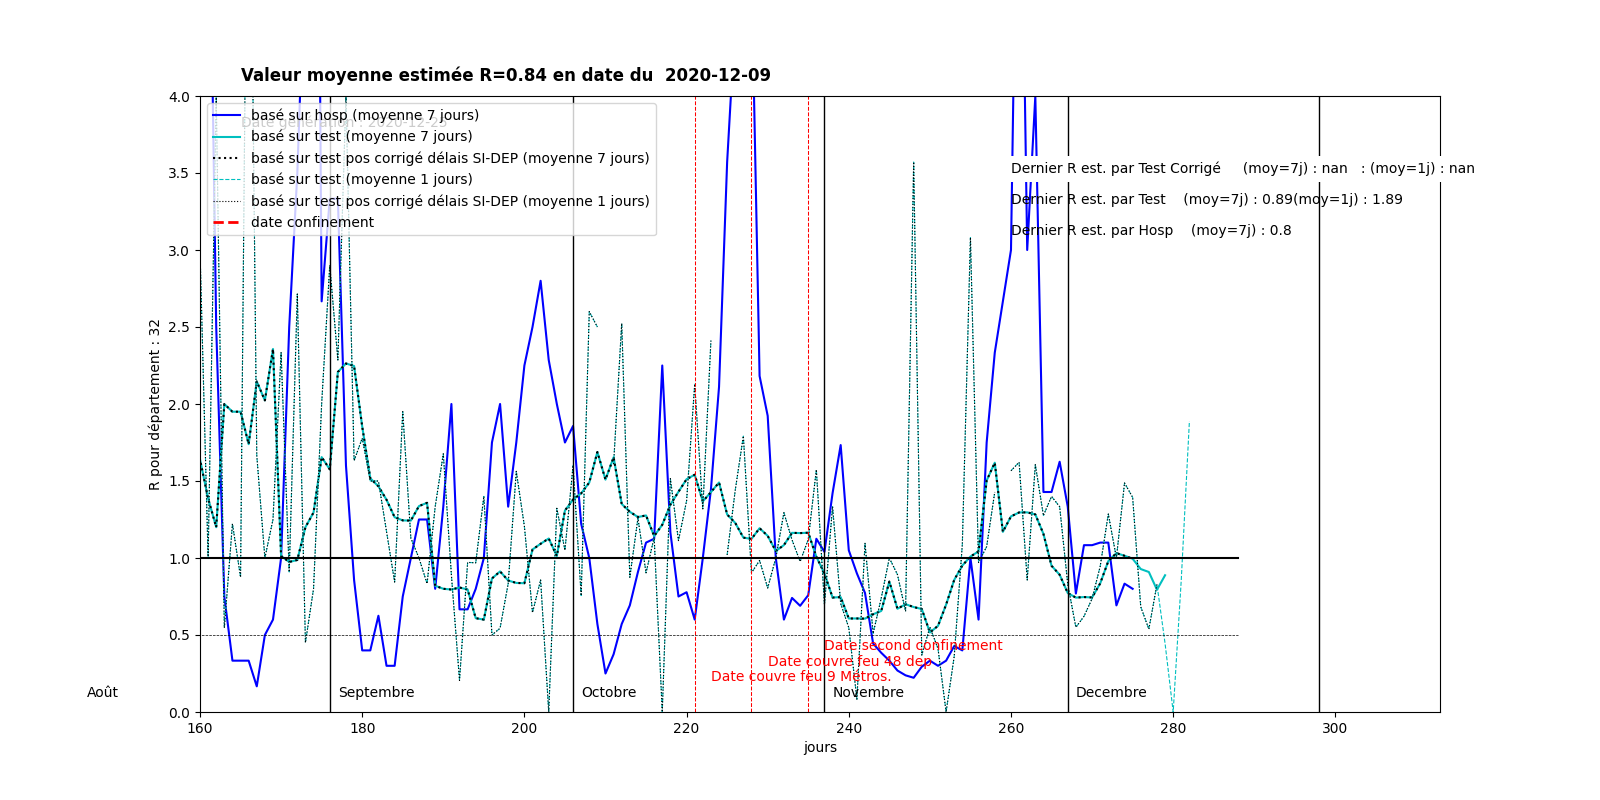 Valeur moyenne estimée R=0.84 en date du  2020-12-09
basé sur hosp (moyenne 7 jours)
basé sur test (moyenne 7 jours)
basé sur test pos corrigé délais SI-DEP (moyenne 7 jours)
basé sur test (moyenne 1 jours)
basé sur test pos corrigé délais SI-DEP (moyenne 1 jours)
date confinement
Dernier R est. par Test Corrigé     (moy=7j) : nan   : (moy=1j) : nan
Dernier R est. par Test    (moy=7j) : 0.89(moy=1j) : 1.89
Dernier R est. par Hosp    (moy=7j) : 0.8
4.0
3.5
3.0
2.5
2.0
1.5
1.0
0.5
0.0
R pour département : 32
Date second confinement
Date couvre feu 48 dep
Date couvre feu 9 Métros.
Août
Septembre
Octobre
Novembre
Decembre
160
180
200
220
240
260
280
300
jours